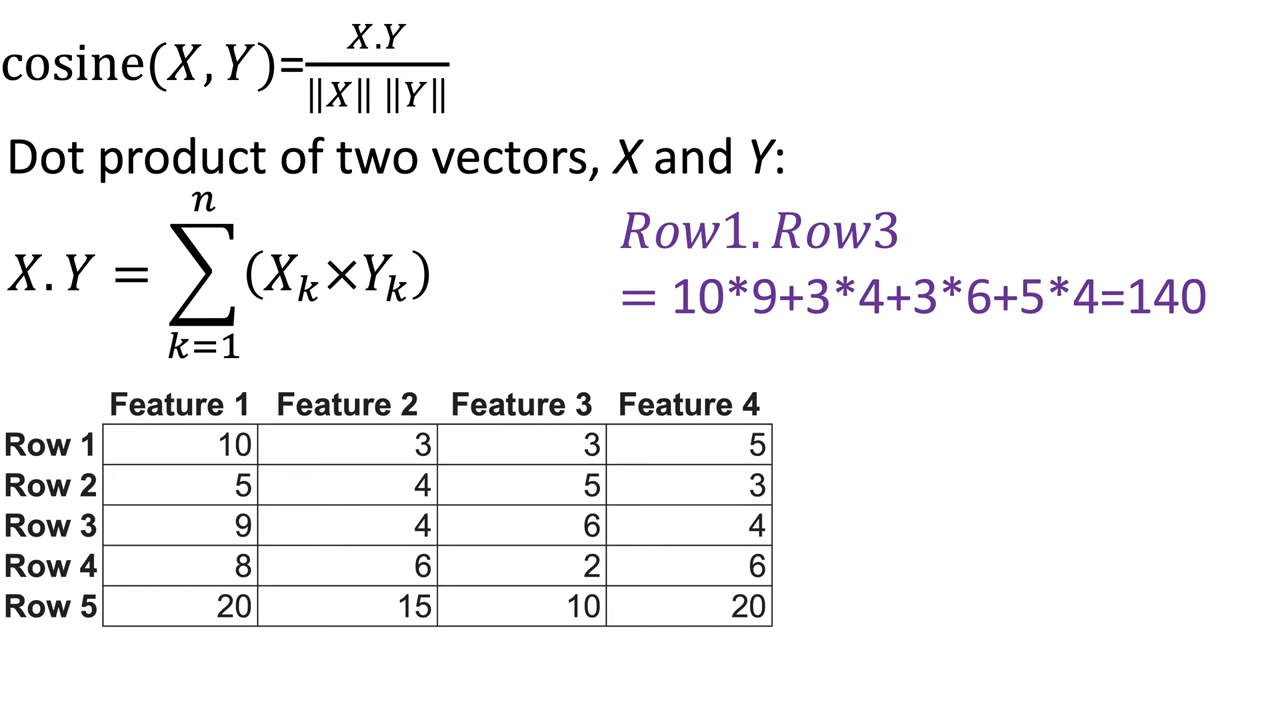 cosine(X, Y)= X.Y / ‖X‖ ‖Y‖
Dot product of two vectors, X and Y:
X. Y = ∑ n k=1 (Xk×Yk)
Row1. Row3
= 10*9+3*4+3*6+5*4=140
Feature 1 Feature 2 Feature 3 Feature 4
Row 1 10 3 3 5
Row 2 5 4 5 3
Row 3 9 4 6 4
Row 4 8 6 2 6
Row 5 20 15 10 20